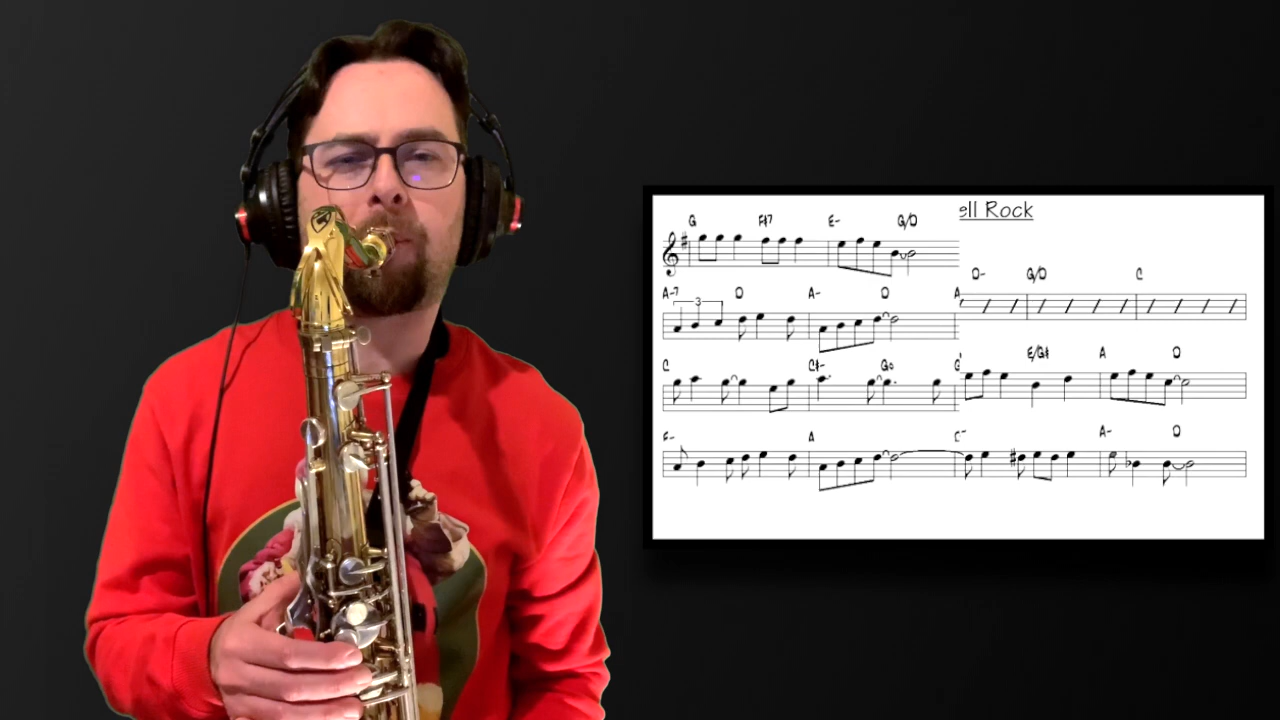 ell Rock
G F#7 E- G/D
D- G/D C
A-7 D A- D A
3
C C#- G° G
E/G# A D
A C-
A- D